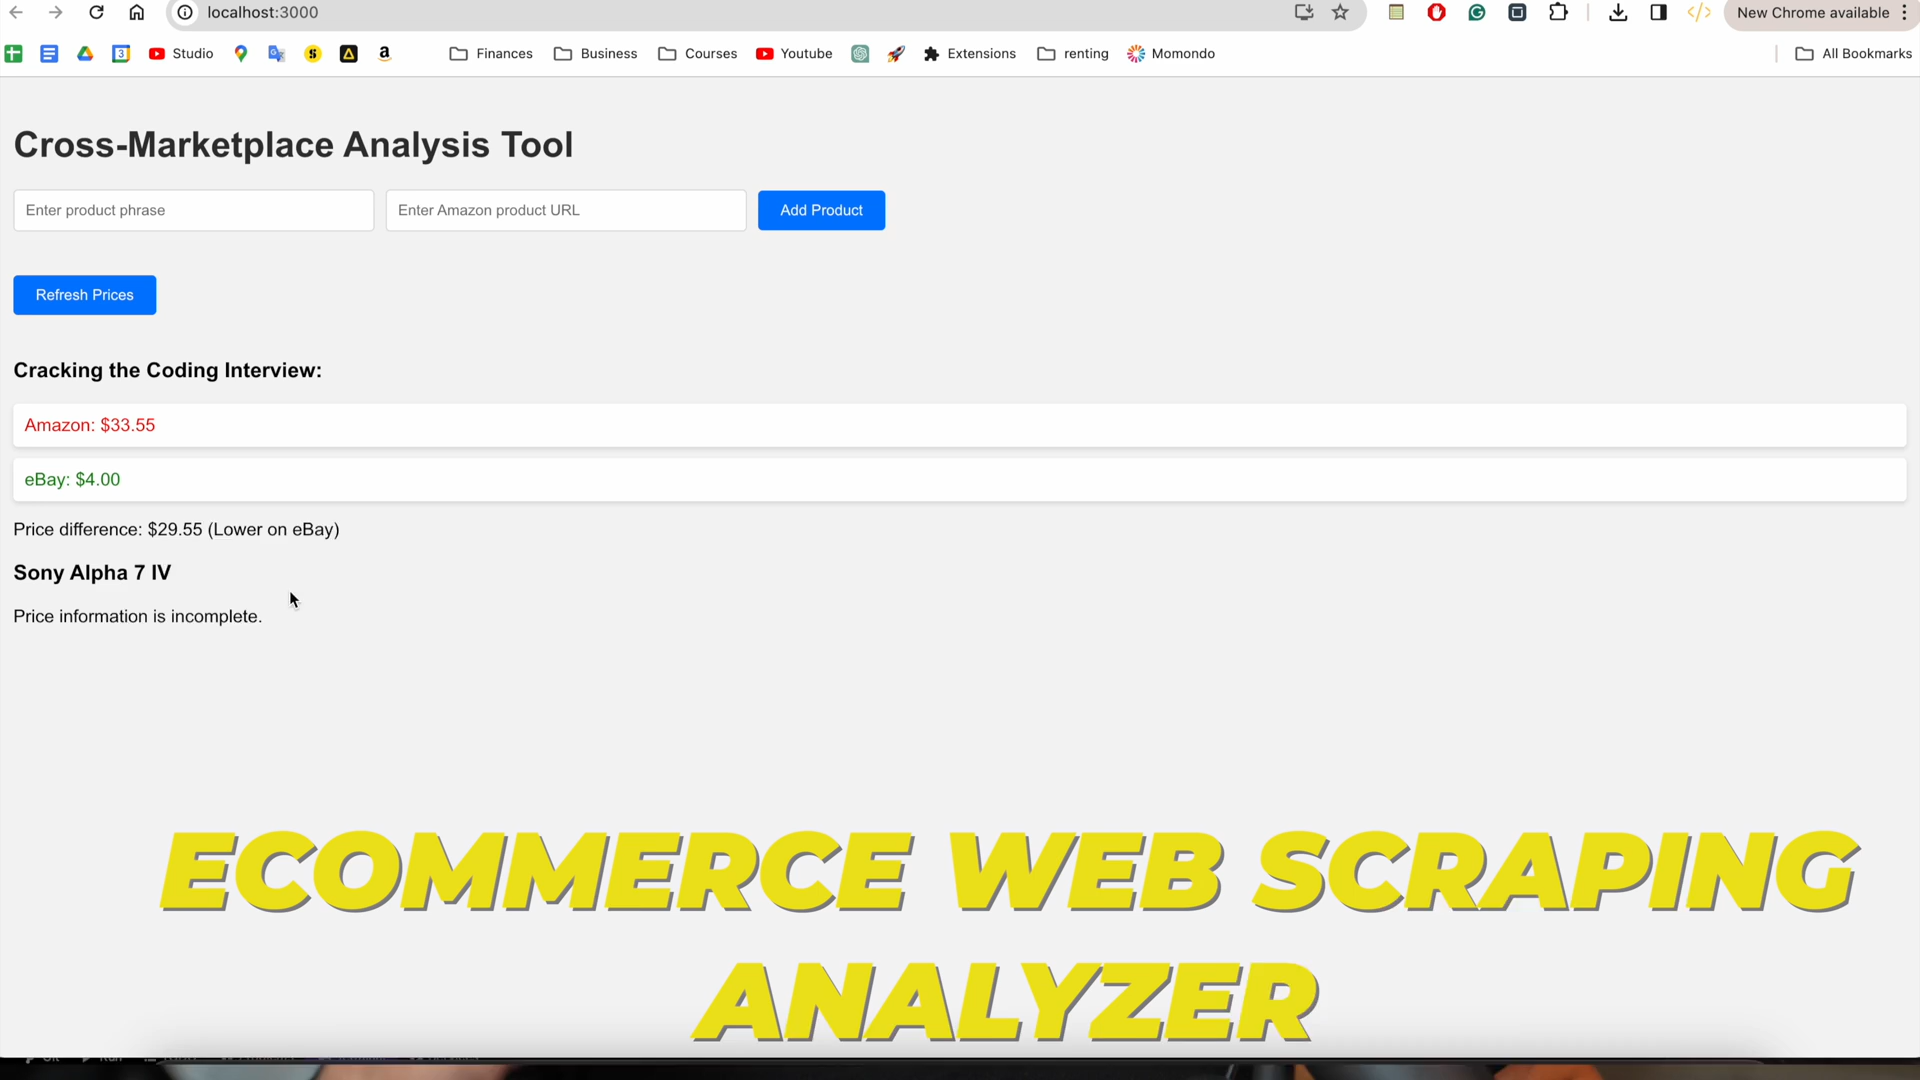 localhost:3000
New Chrome available
Studio
Finances
Business
Courses
Youtube
Extensions
renting
Momondo
All Bookmarks
Cross-Marketplace Analysis Tool
Enter product phrase
Enter Amazon product URL
Add Product
Refresh Prices
Cracking the Coding Interview:
Amazon: $33.55
eBay: $4.00
Price difference: $29.55 (Lower on eBay)
Sony Alpha 7 IV
Price information is incomplete.
ECOMMERCE WEB SCRAPING
ANALYZER